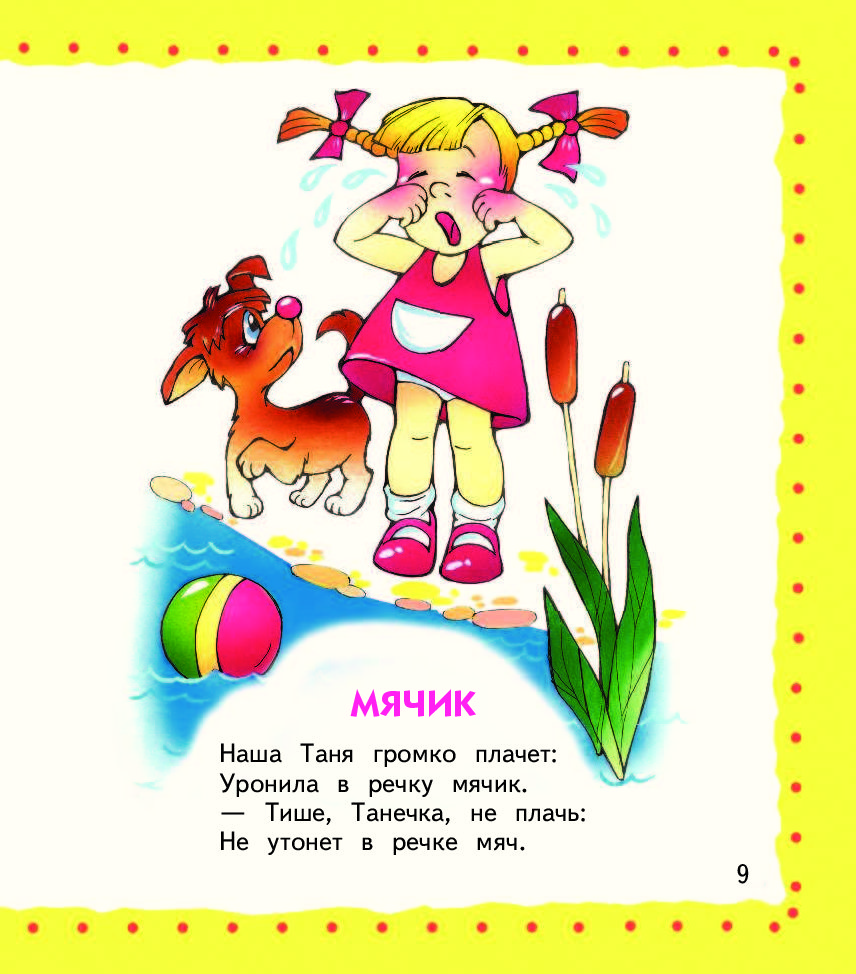 МЯЧИК
Наша Таня громко плачет:
Уронила в речку мячик.
— Тише, Танечка, не плачь:
Не утонет в речке мяч.
9